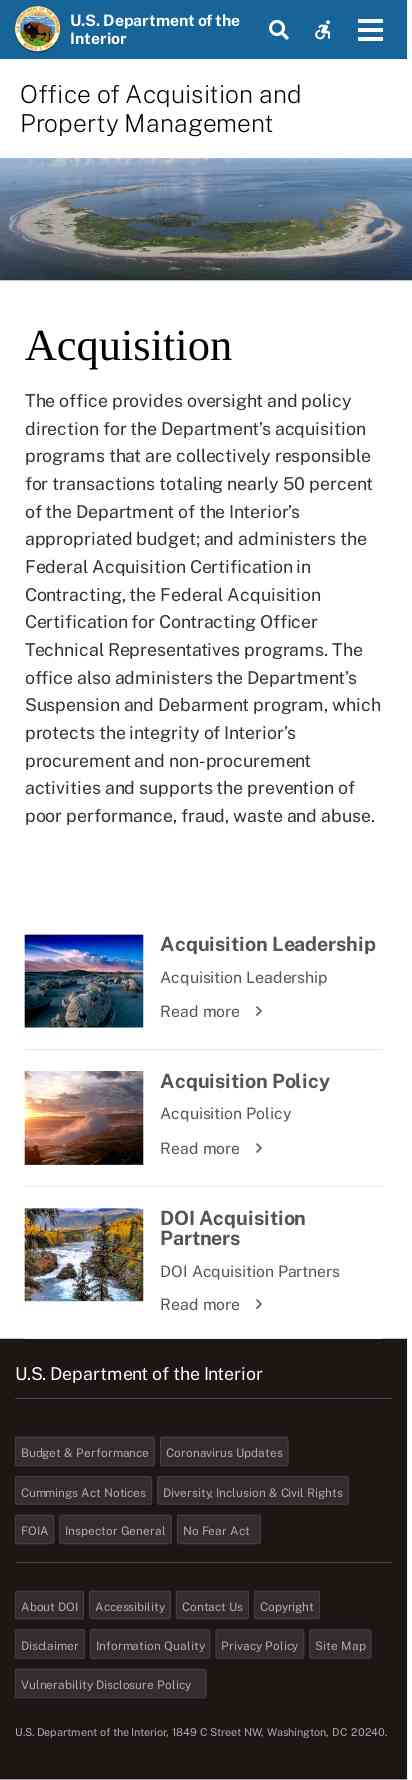 U.S. Department of the
Interior
Office of Acquisition and
Property Management
Acquisition
The office provides oversight and policy
direction for the Department’s acquisition
programs that are collectively responsible
for transactions totaling nearly 50 percent
of the Department of the Interior’s
appropriated budget; and administers the
Federal Acquisition Certification in
Contracting, the Federal Acquisition
Certification for Contracting Officer
Technical Representatives programs. The
office also administers the Department’s
Suspension and Debarment program, which
protects the integrity of Interior’s
procurement and non-procurement
activities and supports the prevention of
poor performance, fraud, waste and abuse.
Acquisition Leadership
Acquisition Leadership
Read more
Acquisition Policy
Acquisition Policy
Read more
DOI Acquisition
Partners
DOI Acquisition Partners
Read more
U.S. Department of the Interior
Budget & Performance Coronavirus Updates
Cummings Act Notices Diversity, Inclusion & Civil Rights
FOIA Inspector General No Fear Act
About DOI Accessibility Contact Us Copyright
Disclaimer Information Quality Privacy Policy Site Map
Vulnerability Disclosure Policy
U.S. Department of the Interior, 1849 C Street NW, Washington, DC 20240.